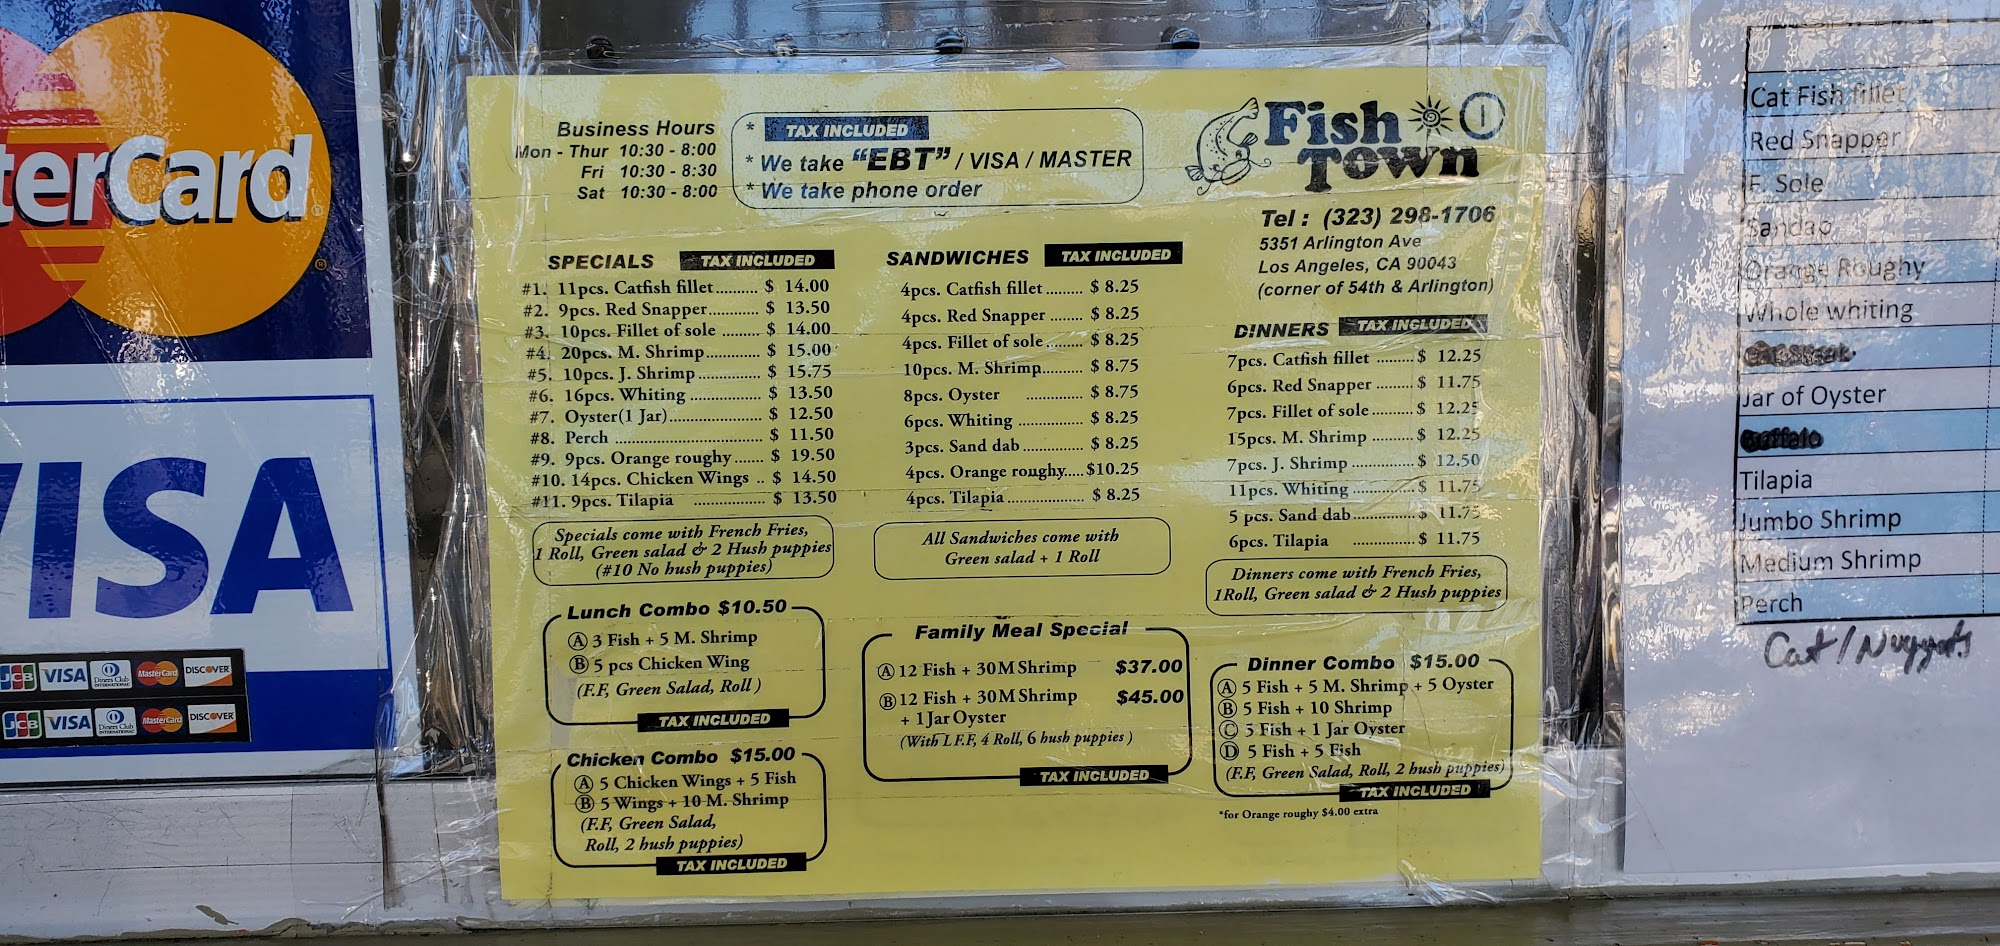 terCard
VISA
JCB VISA Diners Club INTERNATIONAL MasterCard DISCOVER
JCB VISA Diners Club INTERNATIONAL MasterCard DISCOVER
Business Hours
Mon - Thur 10:30 - 8:00
Fri 10:30 - 8:30
Sat 10:30 - 8:00
* TAX INCLUDED
* We take "EBT" / VISA / MASTER
* We take phone order
Fish Town 1
Tel : (323) 298-1706
5351 Arlington Ave
Los Angeles, CA 90043
(corner of 54th & Arlington)
SPECIALS TAX INCLUDED
#1. 11pcs. Catfish fillet.......... $ 14.00
#2. 9pcs. Red Snapper............. $ 13.50
#3. 10pcs. Fillet of sole ......... $ 14.00
#4. 20pcs. M. Shrimp............. $ 15.00
#5. 10pcs. J. Shrimp............... $ 15.75
#6. 16pcs. Whiting ................. $ 13.50
#7. Oyster(1 Jar)...................... $ 12.50
#8. Perch ................................... $ 11.50
#9. 9pcs. Orange roughy....... $ 19.50
#10. 14pcs. Chicken Wings .. $ 14.50
#11. 9pcs. Tilapia ................. $ 13.50
Specials come with French Fries,
1 Roll, Green salad & 2 Hush puppies
(#10 No hush puppies)
SANDWICHES TAX INCLUDED
4pcs. Catfish fillet ......... $ 8.25
4pcs. Red Snapper ........ $ 8.25
4pcs. Fillet of sole......... $ 8.25
10pcs. M. Shrimp.......... $ 8.75
8pcs. Oyster .............. $ 8.75
6pcs. Whiting ................ $ 8.25
3pcs. Sand dab............... $ 8.25
4pcs. Orange roughy.....$10.25
4pcs. Tilapia................... $ 8.25
All Sandwiches come with
Green salad + 1 Roll
DINNERS TAX INCLUDED
7pcs. Catfish fillet .........$ 12.25
6pcs. Red Snapper .........$ 11.75
7pcs. Fillet of sole..........$ 12.25
15pcs. M. Shrimp ..........$ 12.25
7pcs. J. Shrimp ...............$ 12.50
11pcs. Whiting ...............$ 11.75
5 pcs. Sand dab...............$ 11.75
6pcs. Tilapia ...............$ 11.75
Dinners come with French Fries,
1Roll, Green salad & 2 Hush puppies
Lunch Combo $10.50
Ⓐ 3 Fish + 5 M. Shrimp
Ⓑ 5 pcs Chicken Wing
(F.F, Green Salad, Roll )
TAX INCLUDED
Chicken Combo $15.00
Ⓐ 5 Chicken Wings + 5 Fish
Ⓑ 5 Wings + 10 M. Shrimp
(F.F, Green Salad,
Roll, 2 hush puppies)
TAX INCLUDED
Family Meal Special
Ⓐ 12 Fish + 30M Shrimp $37.00
Ⓑ 12 Fish + 30M Shrimp $45.00
+ 1 Jar Oyster
(With L.F.F, 4 Roll, 6 hush puppies )
TAX INCLUDED
Dinner Combo $15.00
Ⓐ 5 Fish + 5 M. Shrimp + 5 Oyster
Ⓑ 5 Fish + 10 Shrimp
Ⓒ 5 Fish + 1 Jar Oyster
Ⓓ 5 Fish + 5 Fish
(F.F, Green Salad, Roll, 2 hush puppies)
TAX INCLUDED
*for Orange roughy $4.00 extra
Cat Fish fillet
Red Snapper
F. Sole
Sandao
Orange Roughy
Whole whiting
Jar of Oyster
Buffalo
Tilapia
Jumbo Shrimp
Medium Shrimp
Perch
Cat / Nuggets